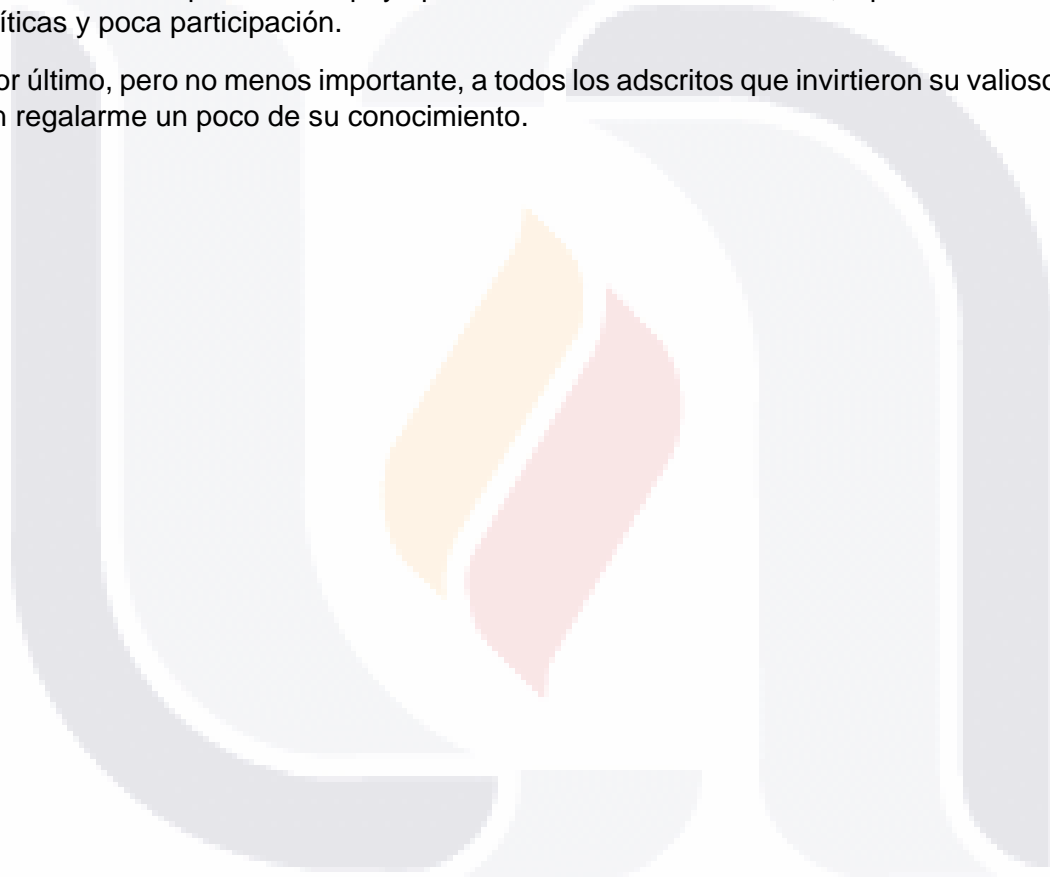 íticas y poca participación.
or último, pero no menos importante, a todos los adscritos que invirtieron su valioso
n regalarme un poco de su conocimiento.